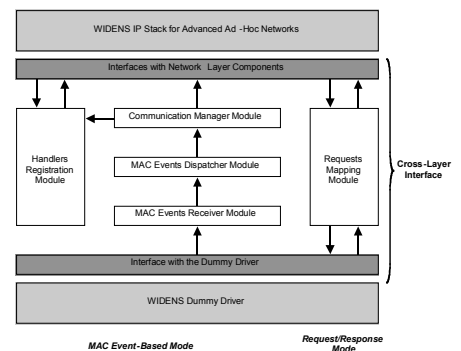 WIDENS IP Stack for Advanced Ad -Hoc Networks
Interfaces with Network Layer Components
Communication Manager Module
Handlers
Registration
Module
MAC Events Dispatcher Module
Requests
Mapping
Module
Cross-Layer
Interface
MAC Events Receiver Module
Interface with the Dummy Driver
WIDENS Dummy Driver
MAC Event-Based Mode
Request/Response
Mode